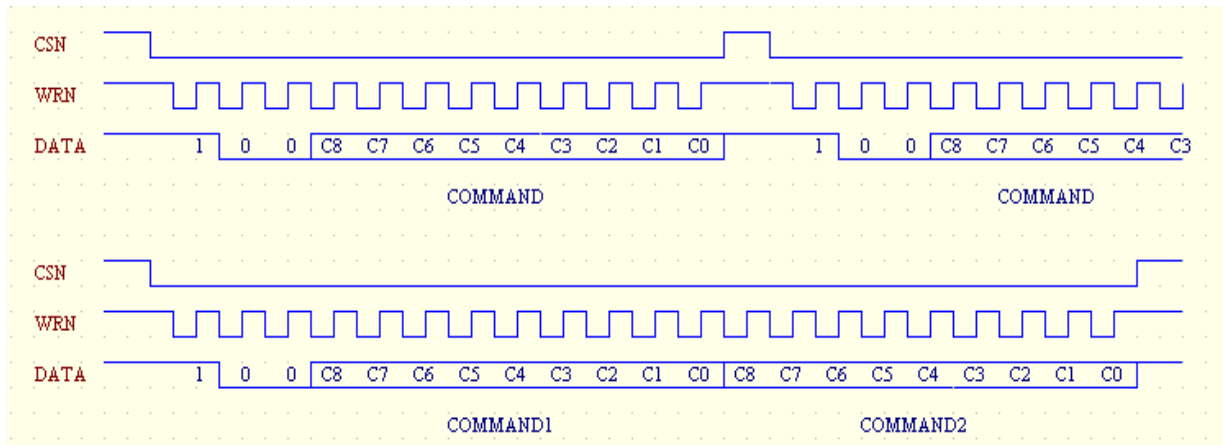 CSN
WRN
DATA 1 0 0 C8 C7 C6 C5 C4 C3 C2 C1 C0 1 0 0 C8 C7 C6 C5 C4 C3
COMMAND COMMAND
CSN
WRN
DATA 1 0 0 C8 C7 C6 C5 C4 C3 C2 C1 C0 C8 C7 C6 C5 C4 C3 C2 C1 C0
COMMAND1 COMMAND2